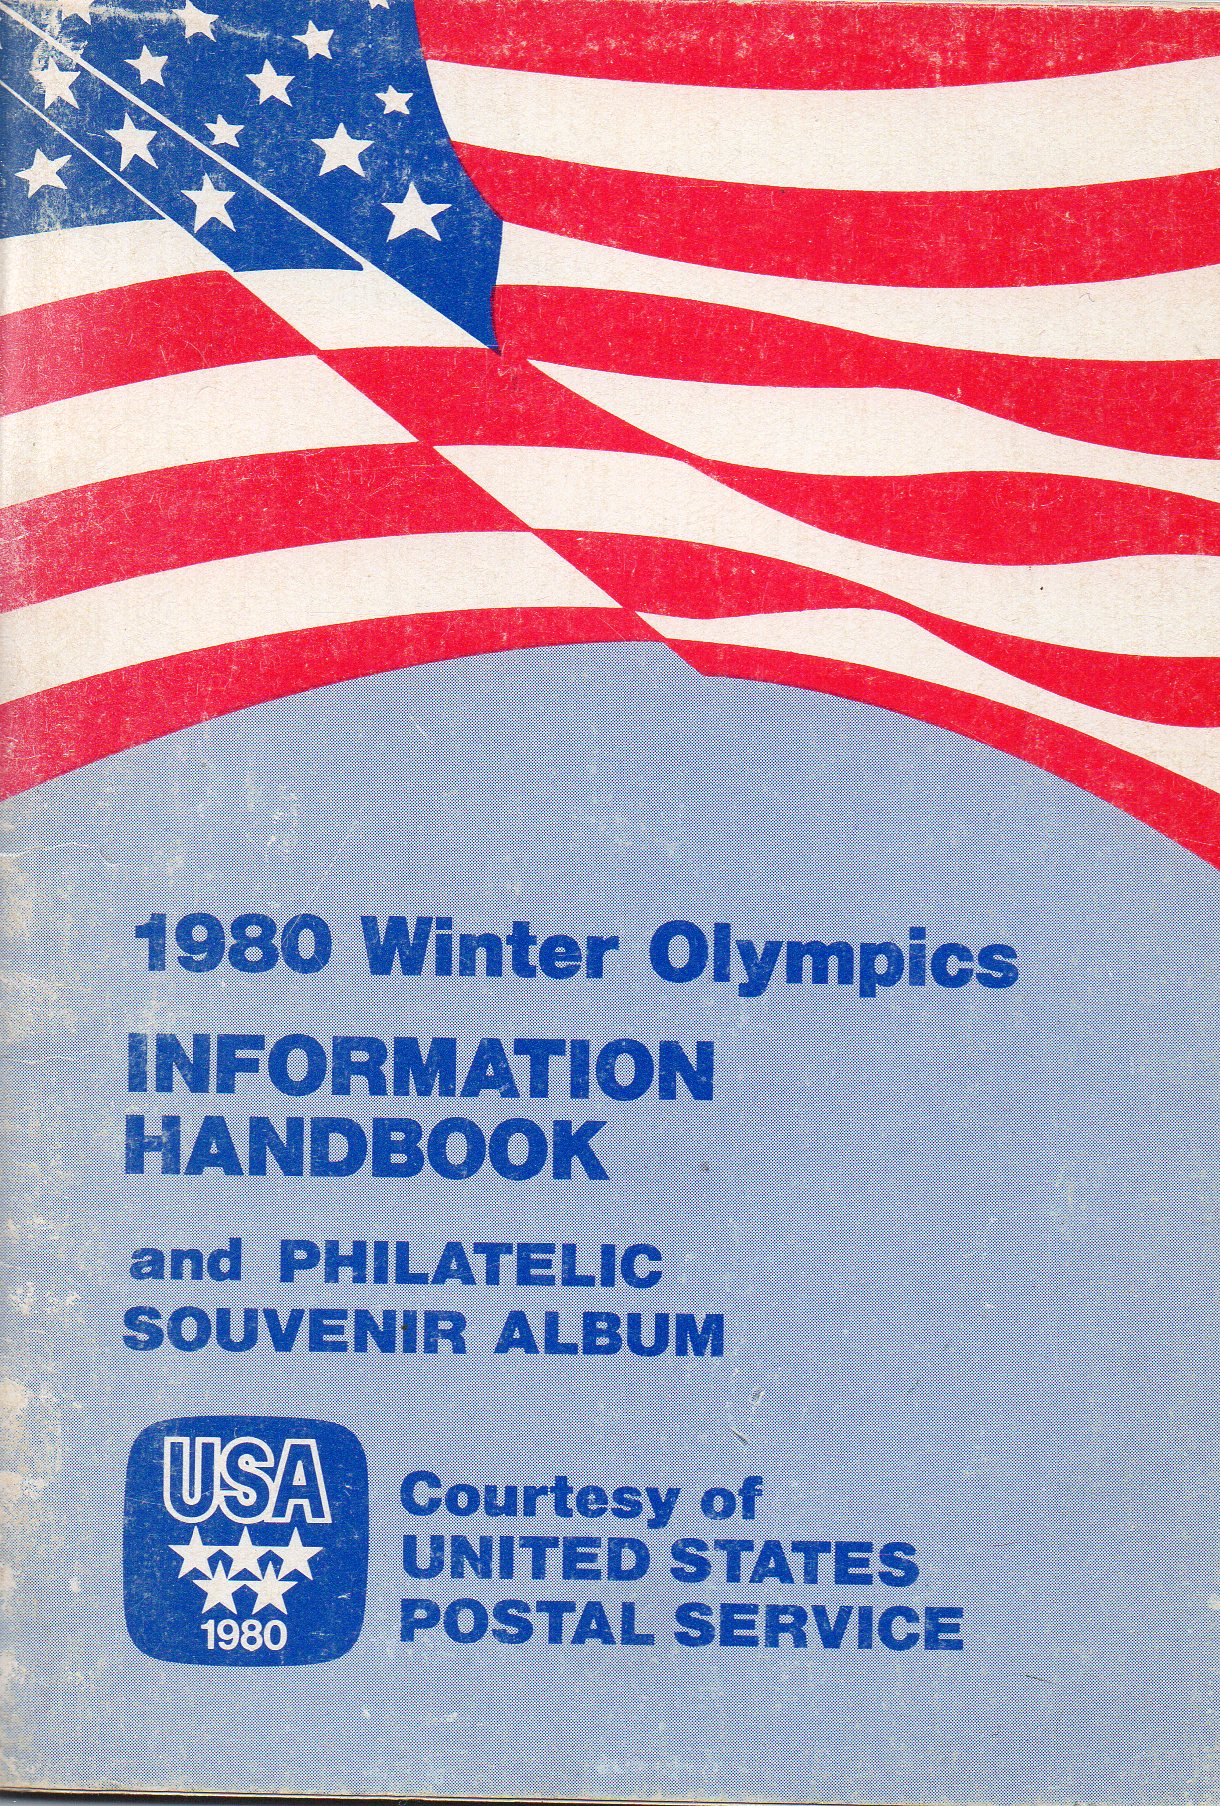 1980 Winter Olympics
INFORMATION
HANDBOOK
and PHILATELIC
SOUVENIR ALBUM
USA
1980
Courtesy of
UNITED STATES
POSTAL SERVICE